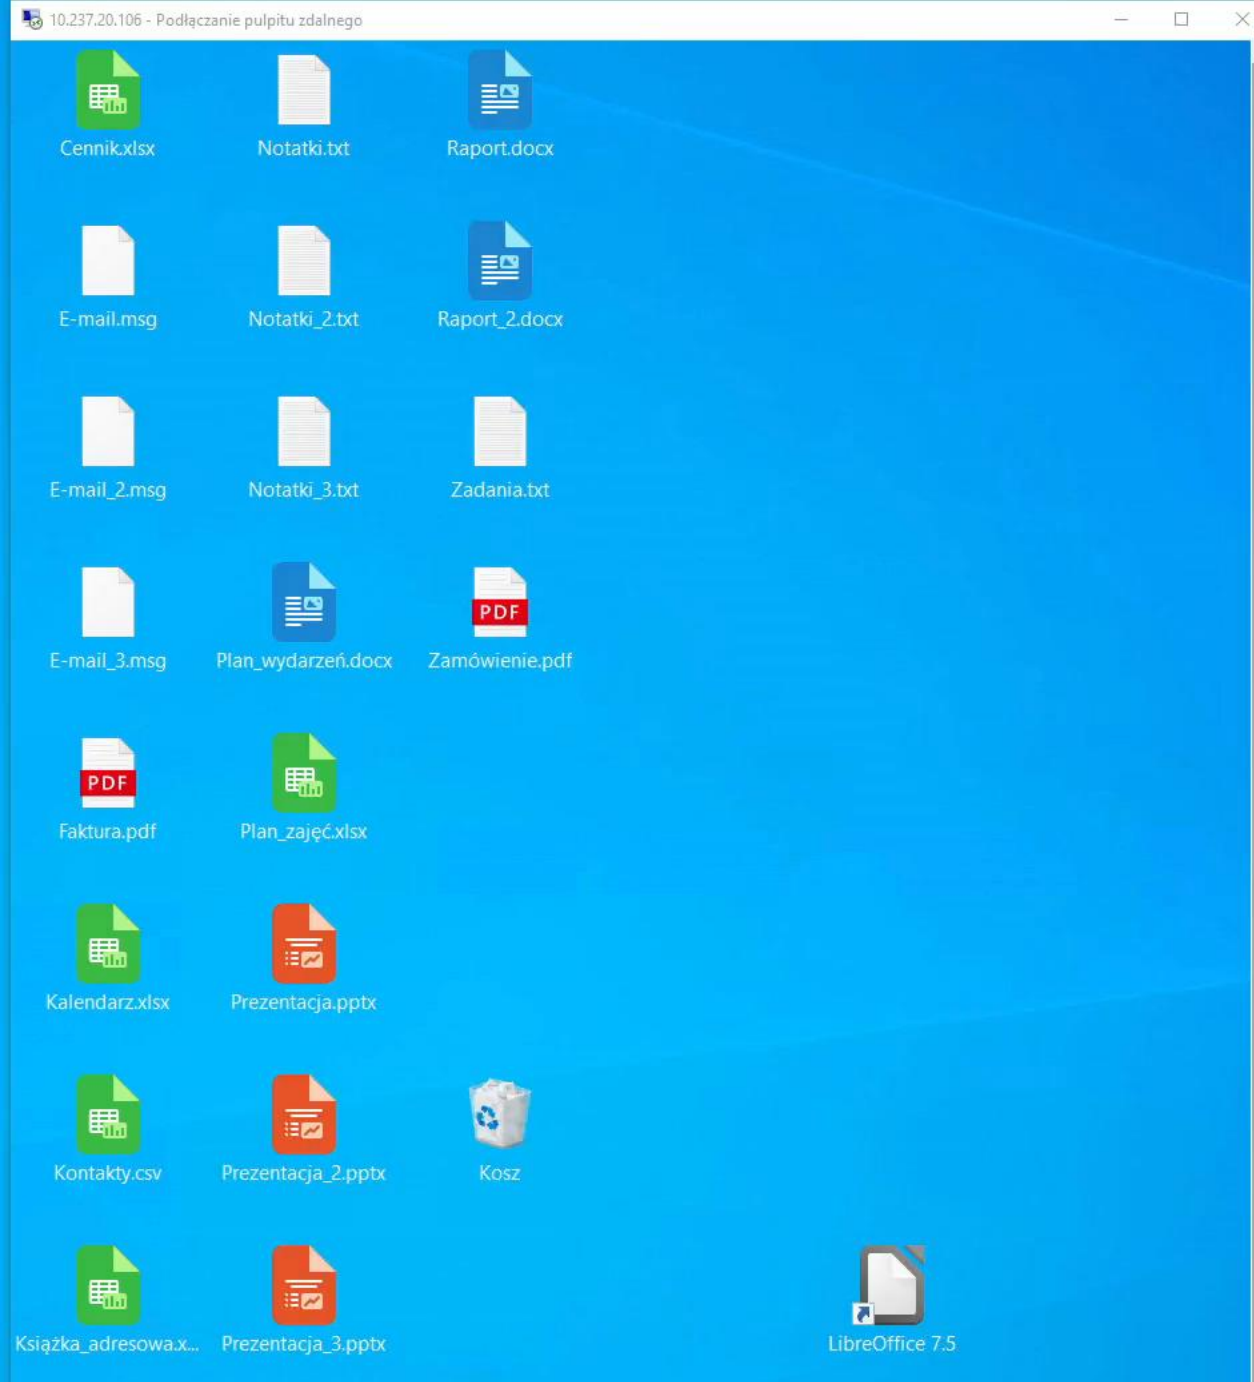 10.237.20.106 - Podłączanie pulpitu zdalnego
Cennik.xlsx
Notatki.txt
Raport.docx
E-mail.msg
Notatki_2.txt
Raport_2.docx
E-mail_2.msg
Notatki_3.txt
Zadania.txt
E-mail_3.msg
Plan_wydarzeń.docx
PDF
Zamówienie.pdf
PDF
Faktura.pdf
Plan_zajęć.xlsx
Kalendarz.xlsx
Prezentacja.pptx
Kontakty.csv
Prezentacja_2.pptx
Kosz
Książka_adresowa.x...
Prezentacja_3.pptx
LibreOffice 7.5